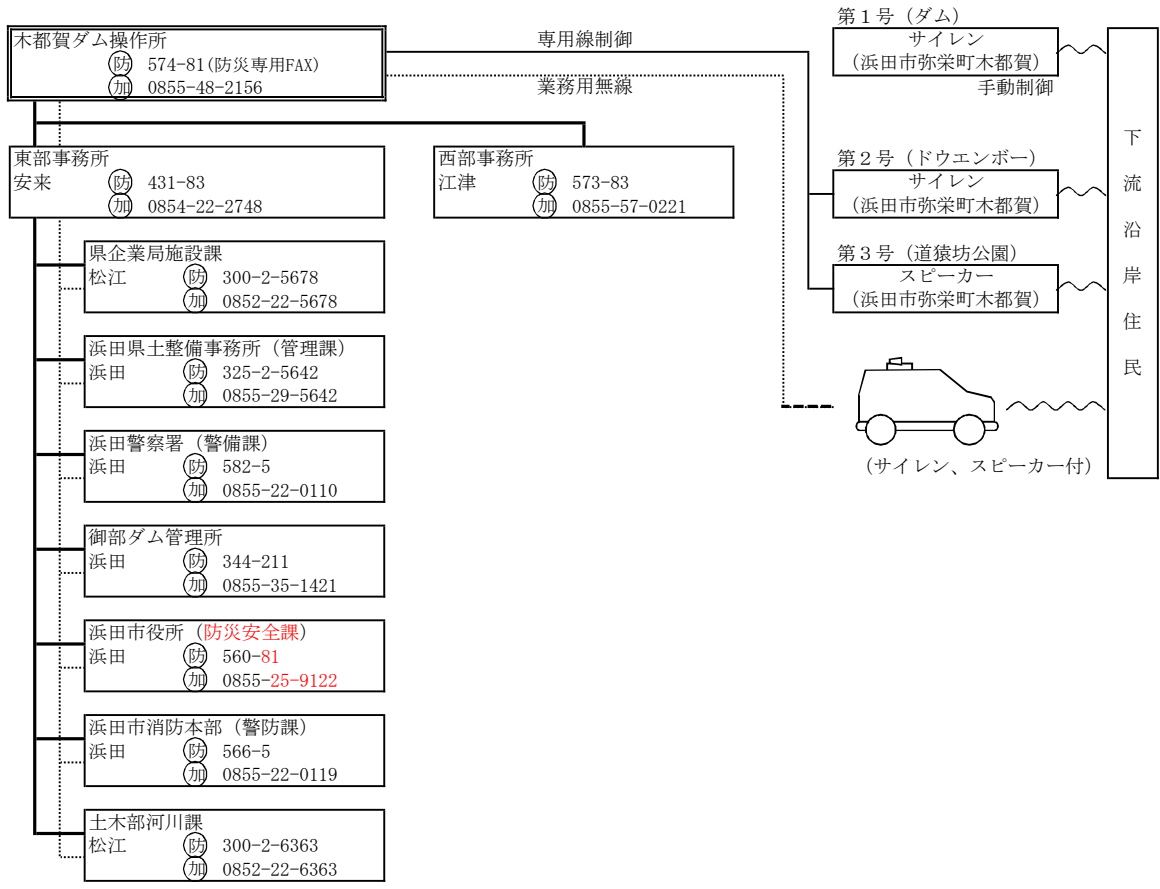 木都賀ダム操作所
防 574-81(防災専用FAX)
加 0855-48-2156
専用線制御
業務用無線
東部事務所
安来 防 431-83
加 0854-22-2748
西部事務所
江津 防 573-83
加 0855-57-0221
県企業局施設課
松江 防 300-2-5678
加 0852-22-5678
浜田県土整備事務所（管理課）
浜田 防 325-2-5642
加 0855-29-5642
浜田警察署（警備課）
浜田 防 582-5
加 0855-22-0110
御部ダム管理所
浜田 防 344-211
加 0855-35-1421
浜田市役所（防災安全課）
浜田 防 560-81
加 0855-25-9122
浜田市消防本部（警防課）
浜田 防 566-5
加 0855-22-0119
土木部河川課
松江 防 300-2-6363
加 0852-22-6363
第１号（ダム）
サイレン
（浜田市弥栄町木都賀）
手動制御
第２号（ドウエンボー）
サイレン
（浜田市弥栄町木都賀）
第３号（道猿坊公園）
スピーカー
（浜田市弥栄町木都賀）
（サイレン、スピーカー付）
下流沿岸住民